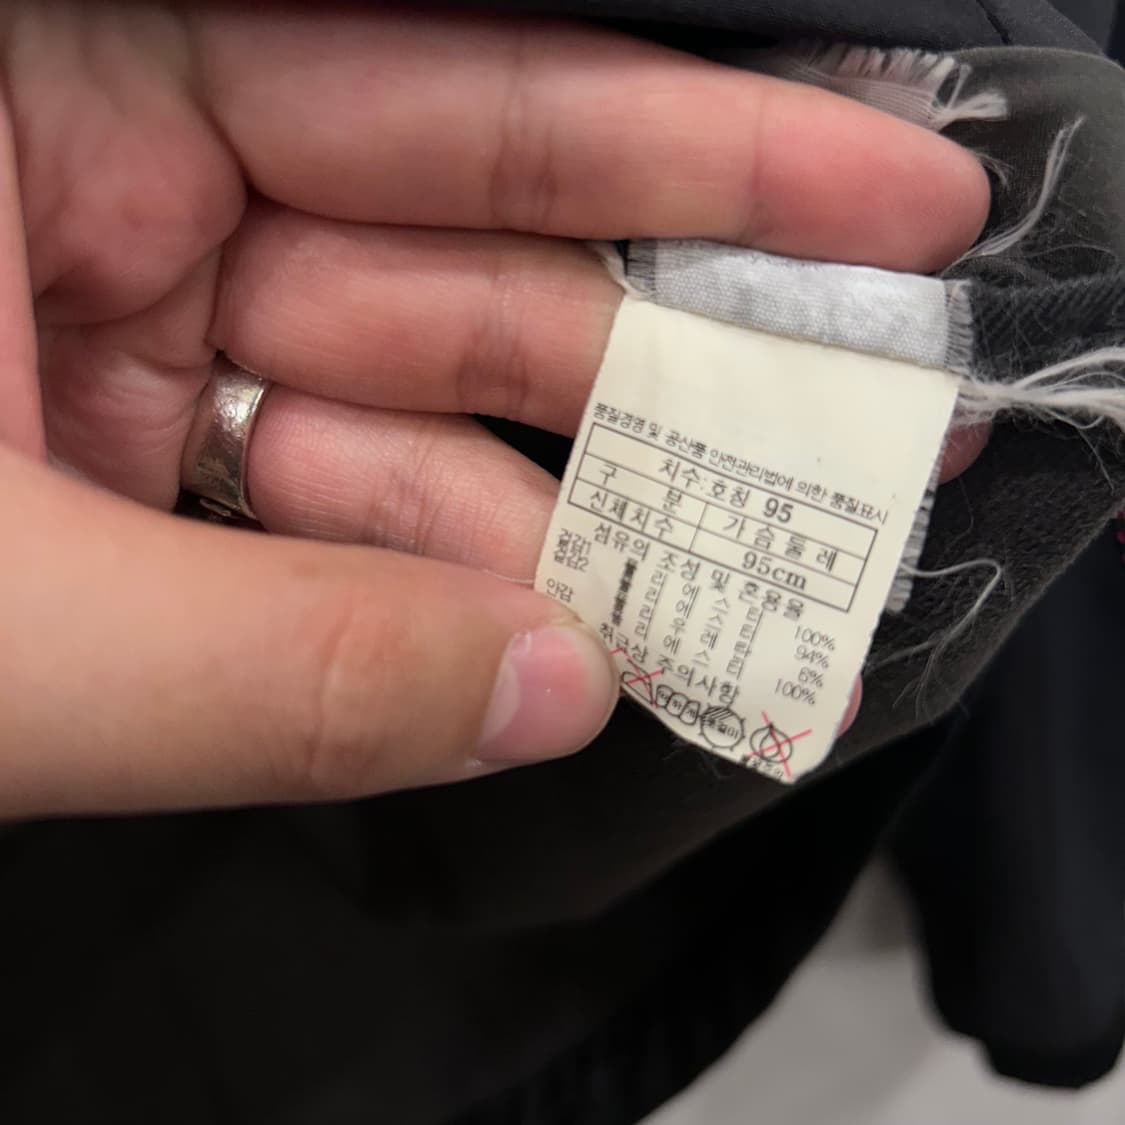 품질경영 및 공산품 안전관리법에 의한 품질표시
치수:호칭 95
구 분 가슴둘레
신체치수 95cm
섬유의 조성 및 혼용율
겉감1 폴리에스터 100%
겉감2 폴리에스터 94%
폴리우레탄 6%
안감 폴리에스터 100%
취급상 주의사항